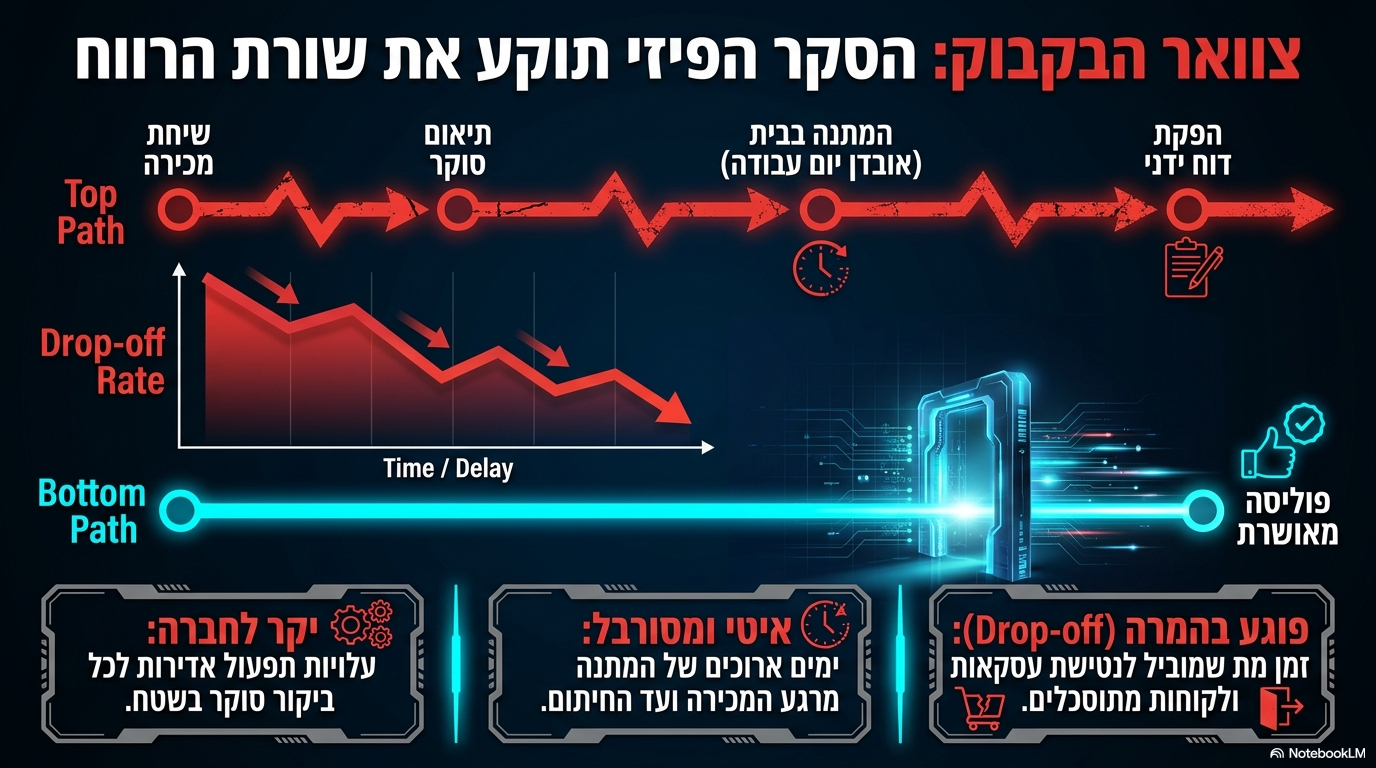 צוואר הבקבוק: הסקר הפיזי תוקע את שורת הרווח
שיחת
מכירה
תיאום
סוקר
המתנה בבית
(אובדן יום עבודה)
הפקת
דוח ידני
Top
Path
Drop-off
Rate
Time / Delay
Bottom
Path
פוליסה
מאושרת
פוגע בהמרה (Drop-off):
זמן מת שמוביל לנטישת עסקאות
ולקוחות מתוסכלים.
איטי ומסורבל:
ימים ארוכים של המתנה
מרגע המכירה ועד החיתום.
יקר לחברה:
עלויות תפעול אדירות לכל
ביקור סוקר בשטח.
NotebookLM